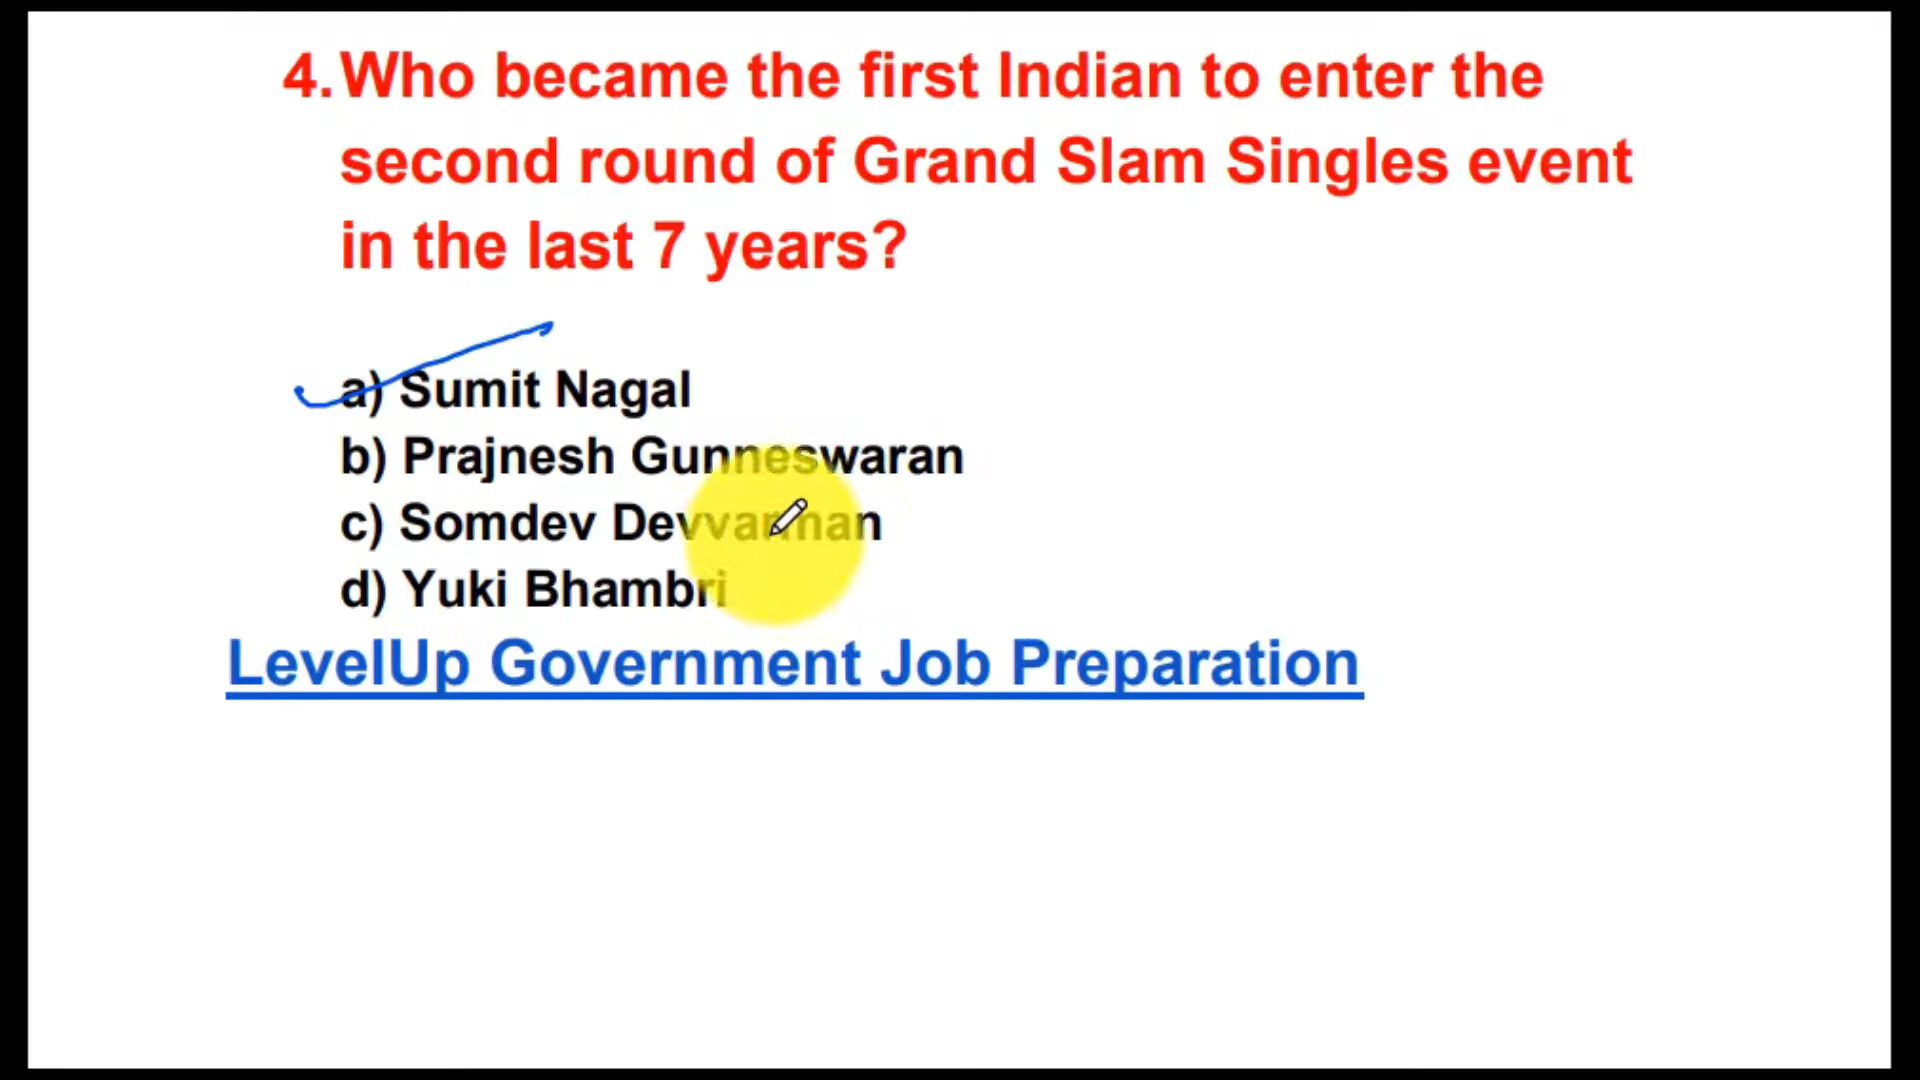 4. Who became the first Indian to enter the
second round of Grand Slam Singles event
in the last 7 years?
a) Sumit Nagal
b) Prajnesh Gunneswaran
c) Somdev Devvarman
d) Yuki Bhambri
LevelUp Government Job Preparation